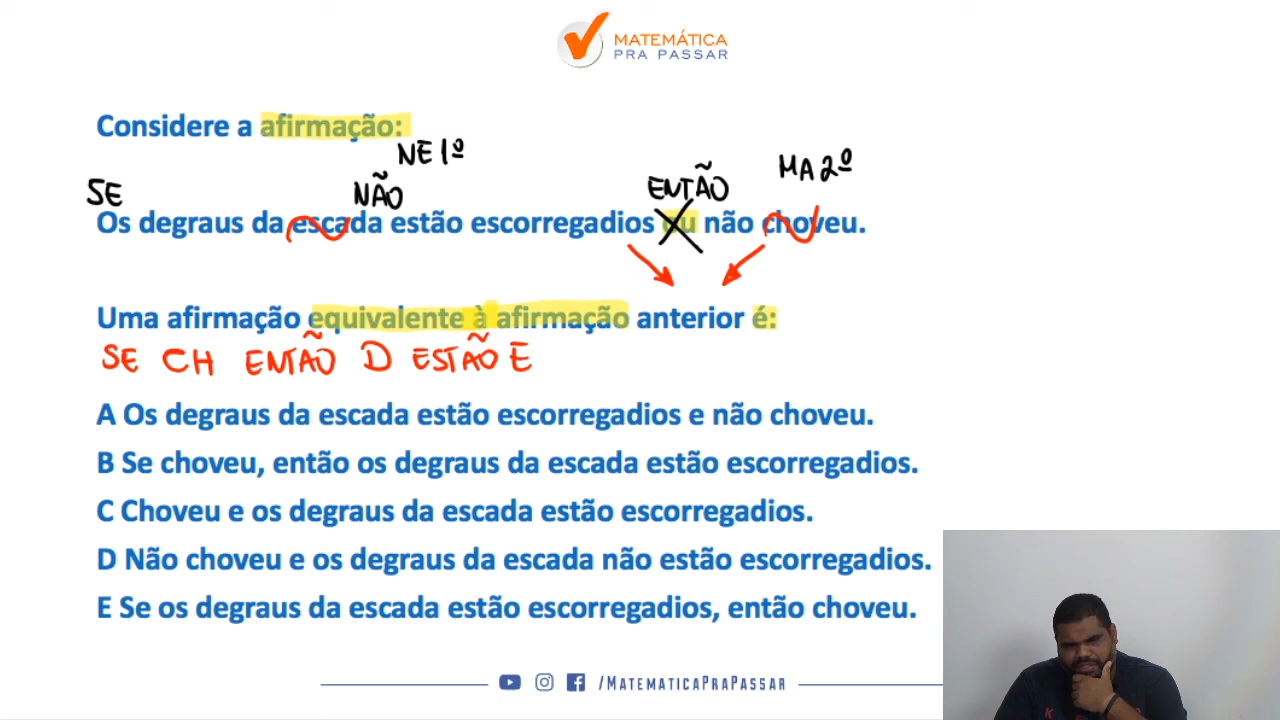 MATEMÁTICA
PRA PASSAR
Considere a afirmação:
NE 1º
MA 2º
SE NÃO ENTÃO
Os degraus da escada estão escorregadios ou não choveu.
Uma afirmação equivalente à afirmação anterior é:
SE CH ENTÃO D ESTÃO E
A Os degraus da escada estão escorregadios e não choveu.
B Se choveu, então os degraus da escada estão escorregadios.
C Choveu e os degraus da escada estão escorregadios.
D Não choveu e os degraus da escada não estão escorregadios.
E Se os degraus da escada estão escorregadios, então choveu.
/MATEMATICAPRAPASSAR